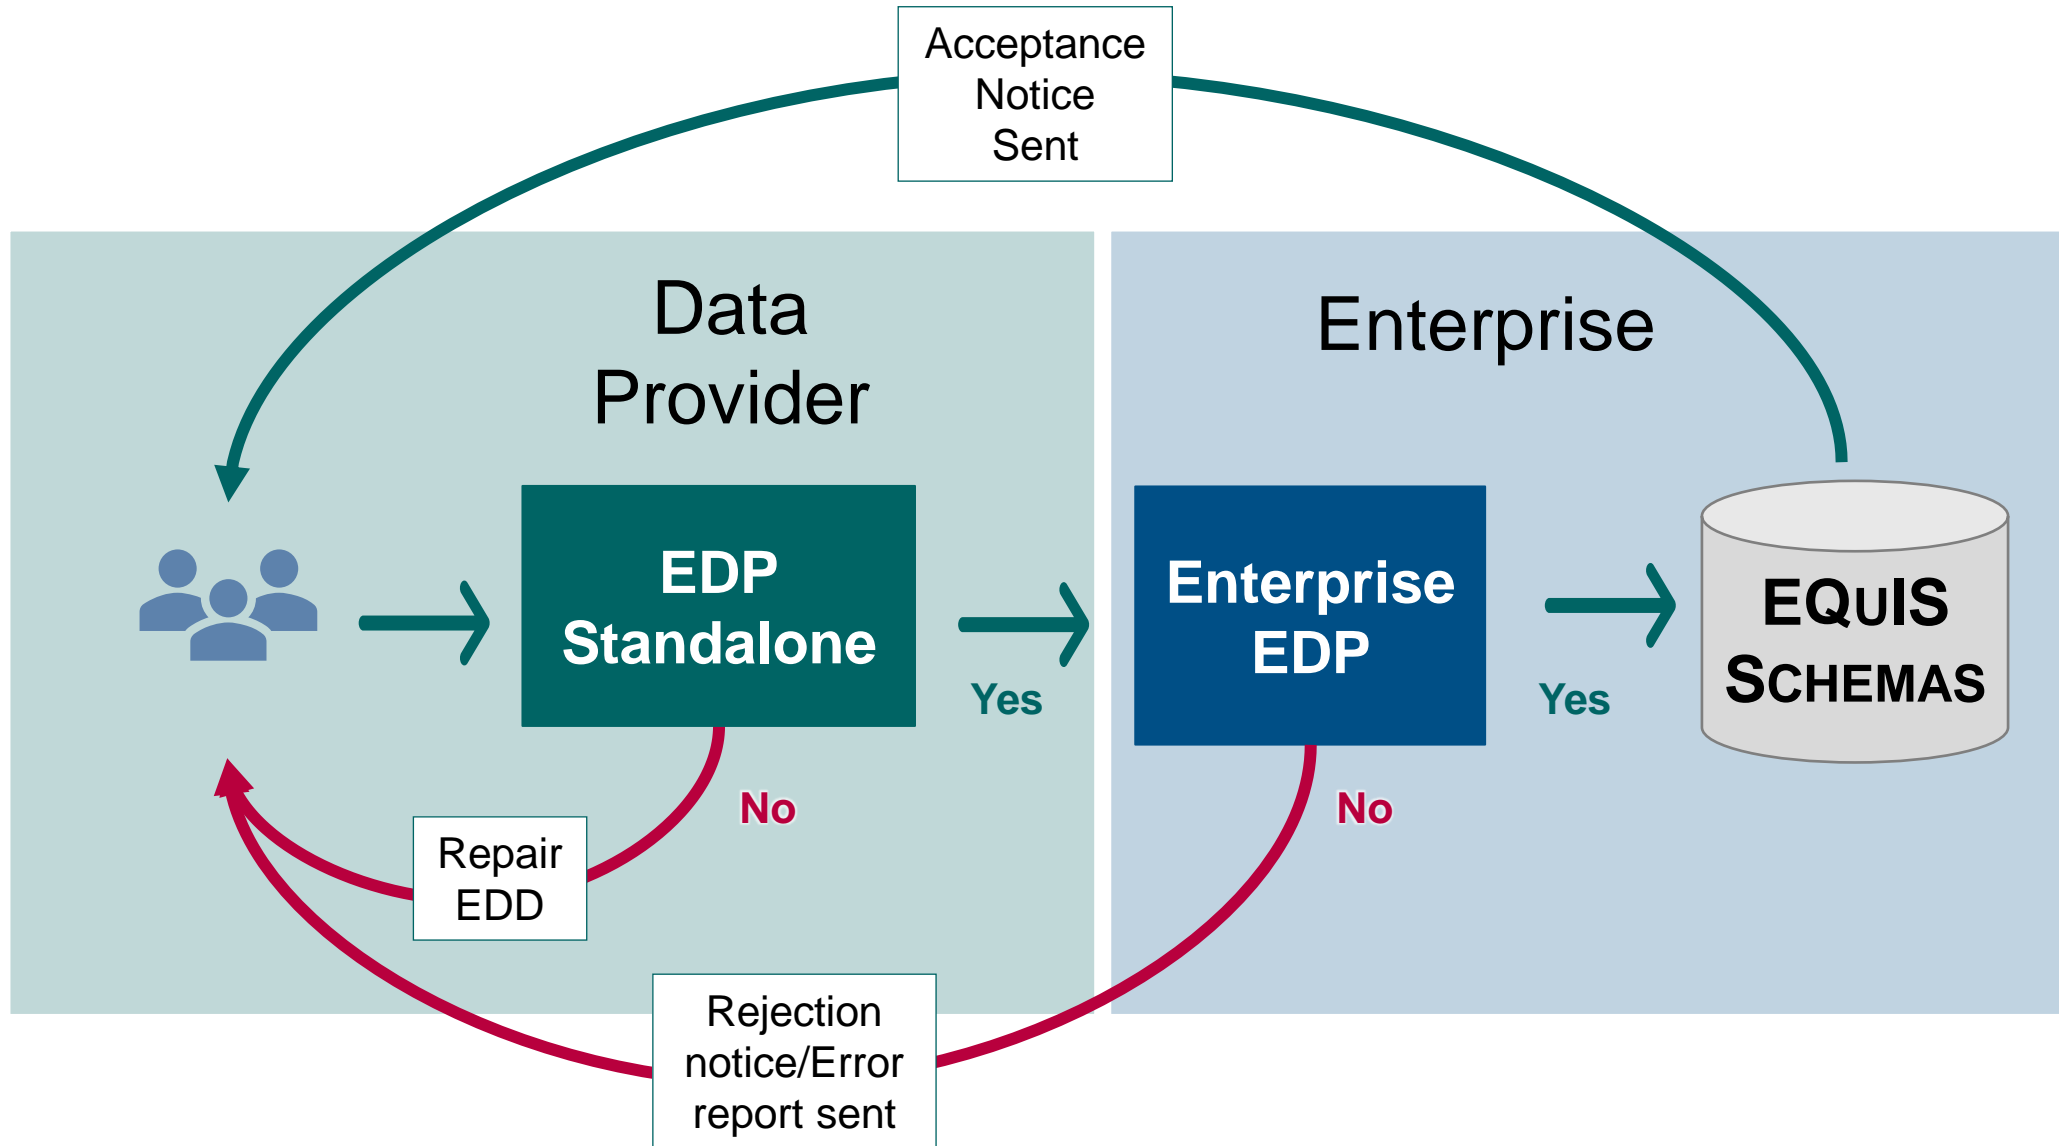 Acceptance
Notice
Sent
Data
Provider
Enterprise
EDP
Standalone
Yes
Enterprise
EDP
Yes
EQUIS
SCHEMAS
No
No
Repair
EDD
Rejection
notice/Error
report sent